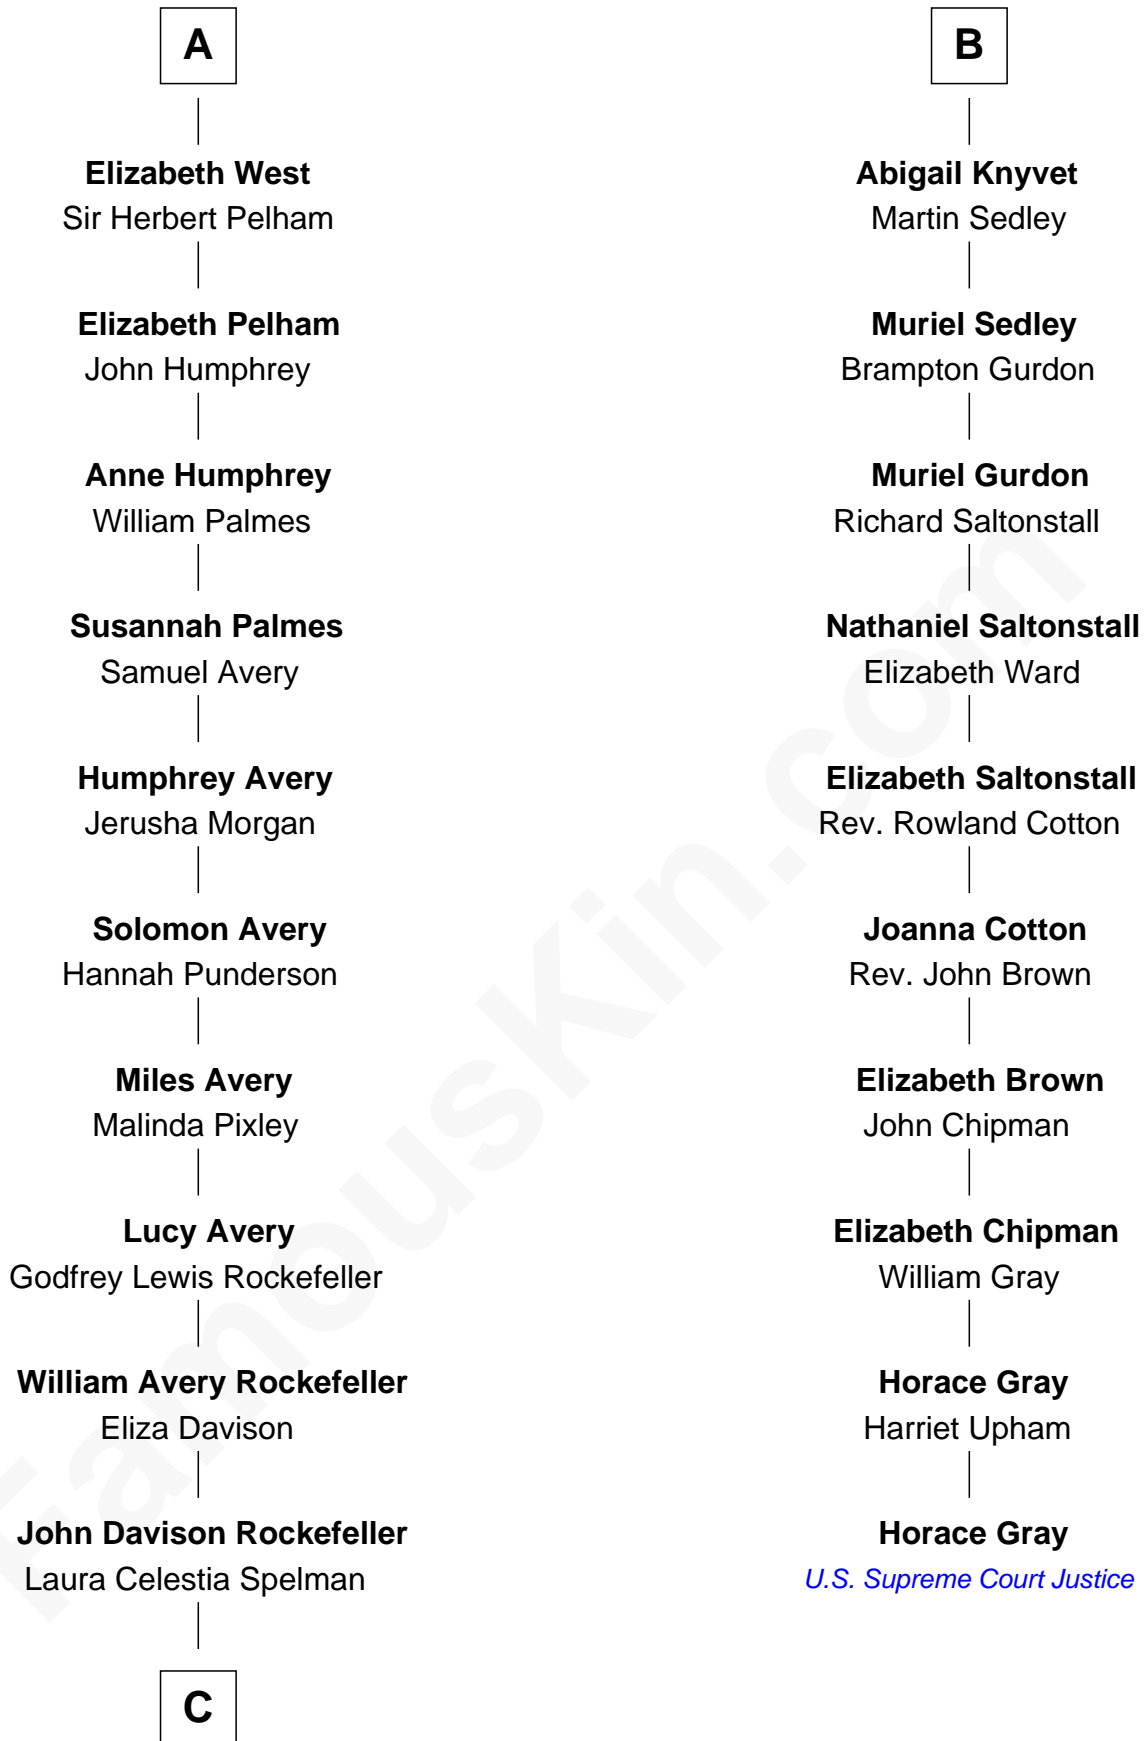 A
Elizabeth West
Sir Herbert Pelham
Elizabeth Pelham
John Humphrey
Anne Humphrey
William Palmes
Susannah Palmes
Samuel Avery
Humphrey Avery
Jerusha Morgan
Solomon Avery
Hannah Punderson
Miles Avery
Malinda Pixley
Lucy Avery
Godfrey Lewis Rockefeller
William Avery Rockefeller
Eliza Davison
John Davison Rockefeller
Laura Celestia Spelman
C
B
Abigail Knyvet
Martin Sedley
Muriel Sedley
Brampton Gurdon
Muriel Gurdon
Richard Saltonstall
Nathaniel Saltonstall
Elizabeth Ward
Elizabeth Saltonstall
Rev. Rowland Cotton
Joanna Cotton
Rev. John Brown
Elizabeth Brown
John Chipman
Elizabeth Chipman
William Gray
Horace Gray
Harriet Upham
Horace Gray
U.S. Supreme Court Justice
FamousKin.com